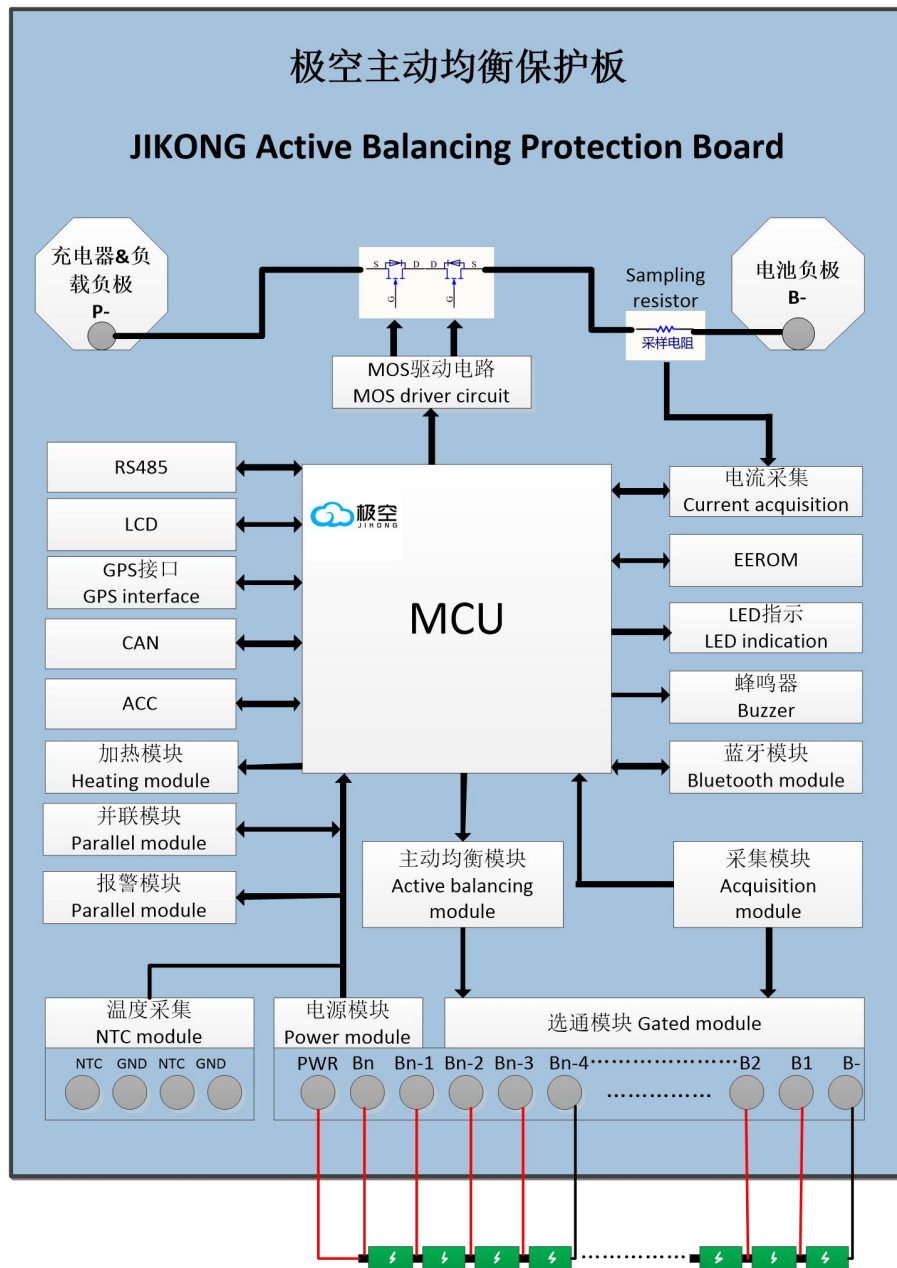 极空主动均衡保护板
JIKONG Active Balancing Protection Board
充电器&负
载负极
P-
S D D S
G G
Sampling
resistor
采样电阻
电池负极
B-
MOS驱动电路
MOS driver circuit
RS485
LCD
GPS接口
GPS interface
CAN
ACC
加热模块
Heating module
并联模块
Parallel module
报警模块
Parallel module
极空
JIKONG
MCU
电流采集
Current acquisition
EEROM
LED指示
LED indication
蜂鸣器
Buzzer
蓝牙模块
Bluetooth module
主动均衡模块
Active balancing
module
采集模块
Acquisition
module
温度采集
NTC module
NTC GND NTC GND
电源模块
Power module
选通模块 Gated module
PWR Bn Bn-1 Bn-2 Bn-3 Bn-4 B2 B1 B-